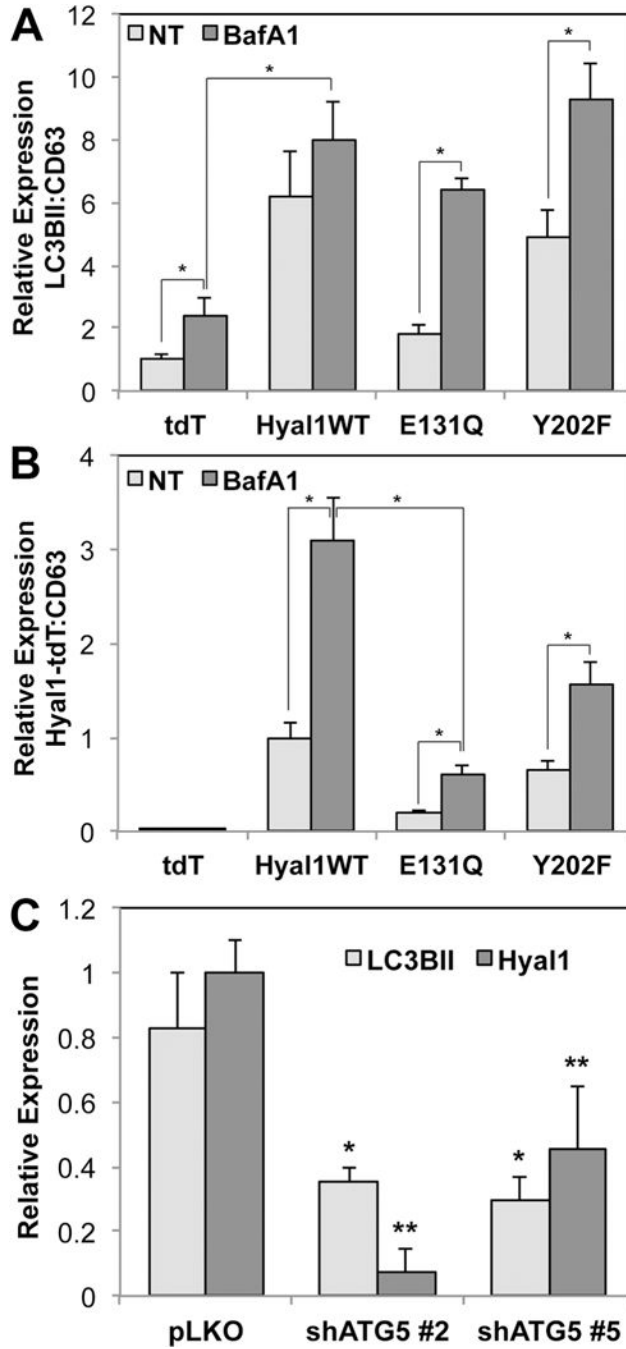 A
NT BafA1
Relative Expression
LC3BII:CD63
12
10
8
6
4
2
0
*
*
*
*
tdT Hyal1WT E131Q Y202F
B
NT BafA1
Relative Expression
Hyal1-tdT:CD63
4
3
2
1
0
*
*
*
*
tdT Hyal1WT E131Q Y202F
C
LC3BII Hyal1
Relative Expression
1.2
1
0.8
0.6
0.4
0.2
0
*
**
*
**
pLKO shATG5 #2 shATG5 #5